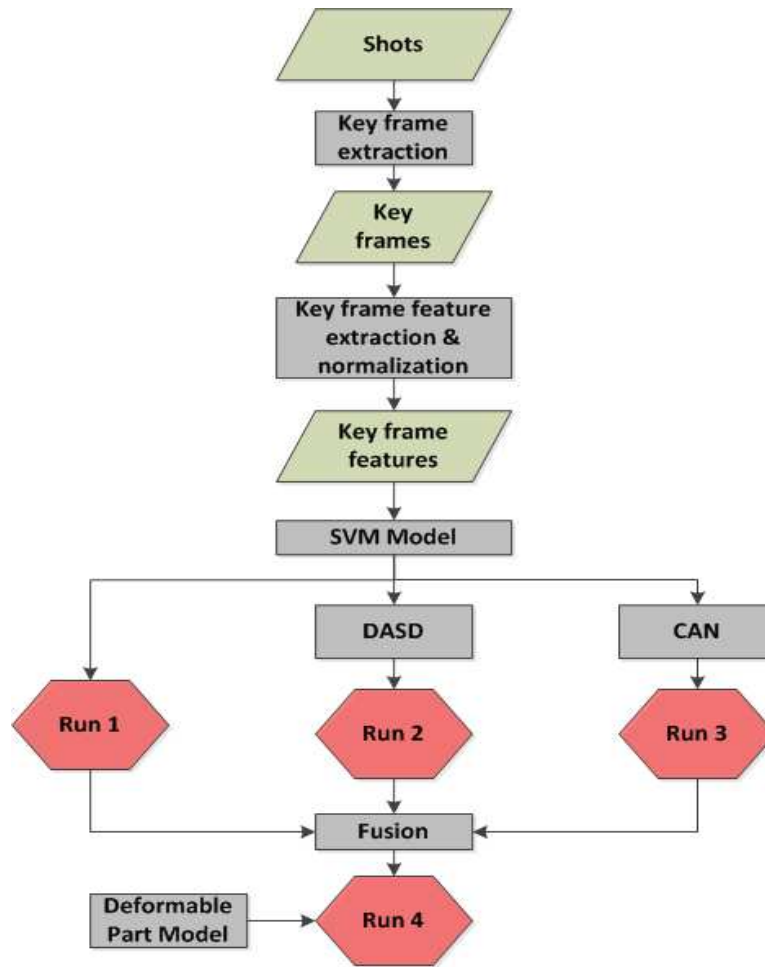 Shots
Key frame
extraction
Key
frames
Key frame feature
extraction &
normalization
Key frame
features
SVM Model
DASD
CAN
Run 1
Run 2
Run 3
Fusion
Deformable
Part Model
Run 4